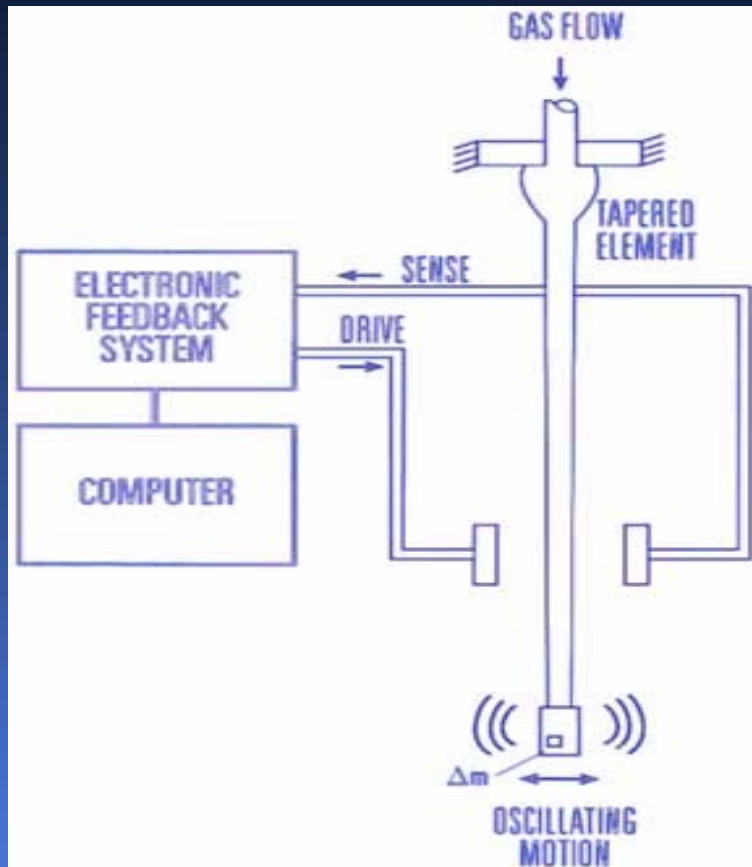 GAS FLOW
TAPERED
ELEMENT
SENSE
ELECTRONIC
FEEDBACK
SYSTEM
DRIVE
COMPUTER
Δm
OSCILLATING
MOTION